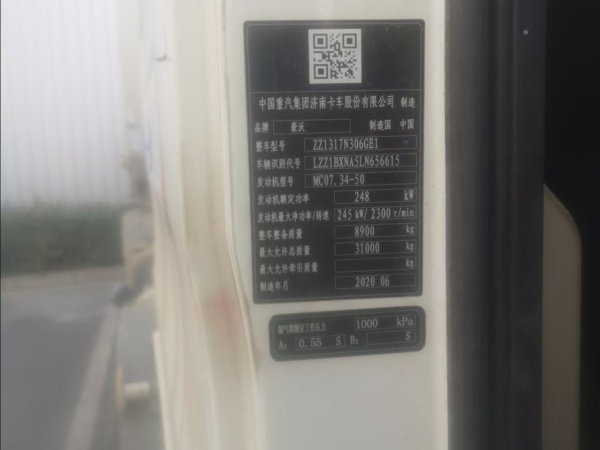 中国重汽集团济南卡车股份有限公司 制造
品牌 豪沃 制造国 中国
整车型号 ZZ1317N306GE1
车辆识别代号 LZZ1BXNA5LN656615
发动机型号 MC07.34-50
发动机额定功率 248 kW
发动机最大净功率/转速 245 kW/ 2300 r/min
整车整备质量 8900 kg
最大允许总质量 31000 kg
最大允许牵引质量 kg
制造年月 2020 06
储气筒额定工作压力 1000 kPa
A: 0.55 S B: S